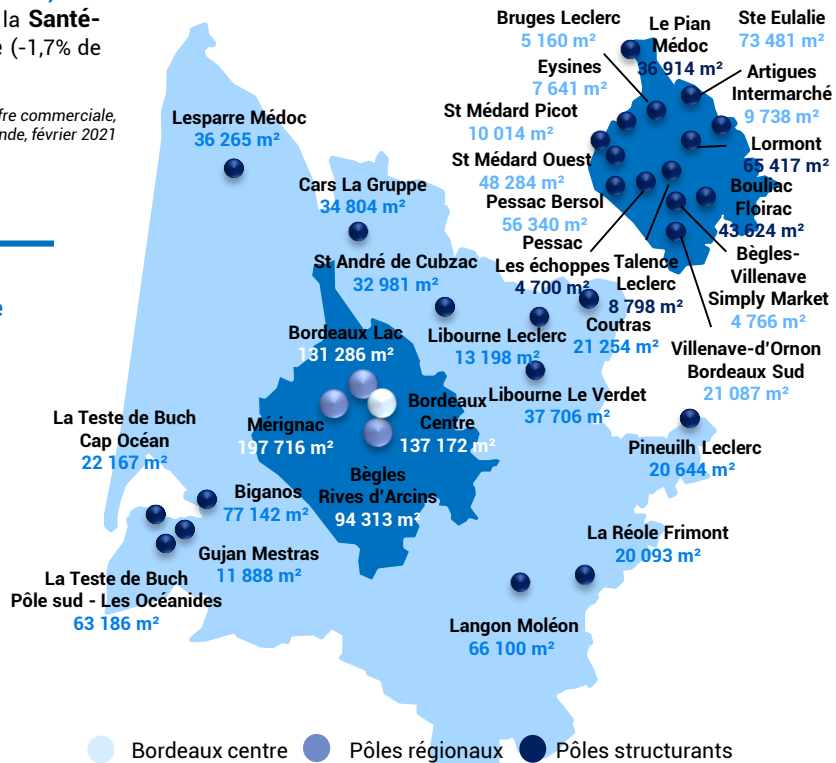 la Santé-
(-1,7% de
fre commerciale,
nde, février 2021
e
Bruges Leclerc
5 160 m²
Le Pian
Médoc
36 914 m²
Ste Eulalie
73 481 m²
Eysines
7 641 m²
Artigues
Intermarché
9 738 m²
St Médard Picot
10 014 m²
Lormont
65 417 m²
St Médard Ouest
48 284 m²
Bouliac
Floirac
43 624 m²
Pessac Bersol
56 340 m²
Pessac
Les échoppes
4 700 m²
Talence
Leclerc
8 798 m²
Bègles-
Villenave
Simply Market
4 766 m²
Villenave-d'Ornon
Bordeaux Sud
21 087 m²
Lesparre Médoc
36 265 m²
Cars La Gruppe
34 804 m²
St André de Cubzac
32 981 m²
Libourne Leclerc
13 198 m²
Coutras
21 254 m²
Bordeaux Lac
131 286 m²
Libourne Le Verdet
37 706 m²
Mérignac
197 716 m²
Bordeaux
Centre
137 172 m²
Bègles
Rives d'Arcins
94 313 m²
Pineuilh Leclerc
20 644 m²
La Teste de Buch
Cap Océan
22 167 m²
Biganos
77 142 m²
Gujan Mestras
11 888 m²
La Teste de Buch
Pôle sud - Les Océanides
63 186 m²
La Réole Frimont
20 093 m²
Langon Moléon
66 100 m²
Bordeaux centre
Pôles régionaux
Pôles structurants